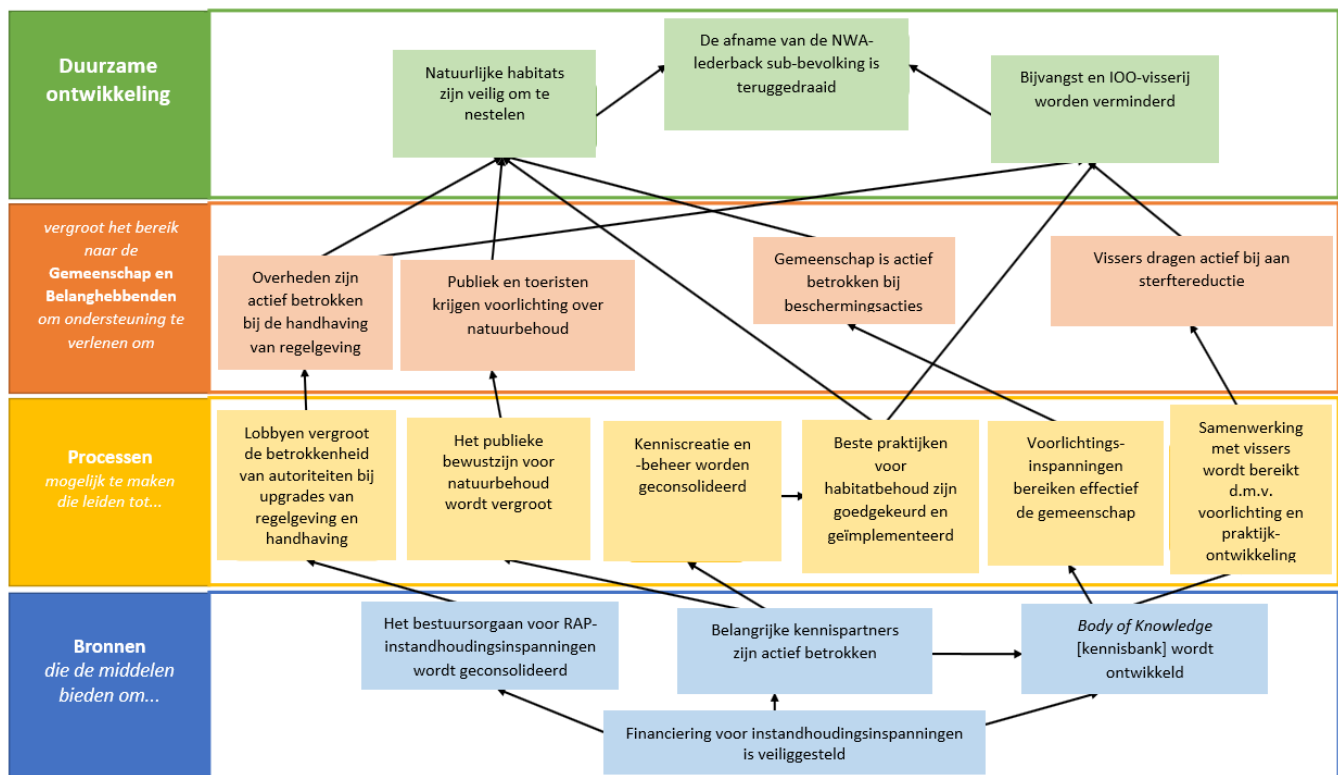 Duurzame
ontwikkeling
Natuurlijke habitats
zijn veilig om te
nestelen
De afname van de NWA-
lederback sub-bevolking is
teruggedraaid
Bijvangst en IOO-visserij
worden verminderd
vergroot het bereik
naar de
Gemeenschap en
Belanghebbenden
om ondersteuning te
verlenen om
Overheden zijn
actief betrokken
bij de handhaving
van regelgeving
Publiek en toeristen
krijgen voorlichting over
natuurbehoud
Gemeenschap is actief
betrokken bij
beschermingsacties
Vissers dragen actief bij aan
sterftereductie
Processen
mogelijk te maken
die leiden tot...
Lobbyen vergroot
de betrokkenheid
van autoriteiten bij
upgrades van
regelgeving en
handhaving
Het publieke
bewustzijn voor
natuurbehoud
wordt vergroot
Kenniscreatie en
-beheer worden
geconsolideerd
Beste praktijken
voor
habitatbehoud zijn
goedgekeurd en
geïmplementeerd
Voorlichtings-
inspanningen
bereiken effectief
de gemeenschap
Samenwerking
met vissers
wordt bereikt
d.m.v.
voorlichting en
praktijk-
ontwikkeling
Bronnen
die de middelen
bieden om...
Het bestuursorgaan voor RAP-
instandhoudingsinspanningen
wordt geconsolideerd
Belangrijke kennispartners
zijn actief betrokken
Body of Knowledge
[kennisbank] wordt
ontwikkeld
Financiering voor instandhoudingsinspanningen
is veiliggesteld